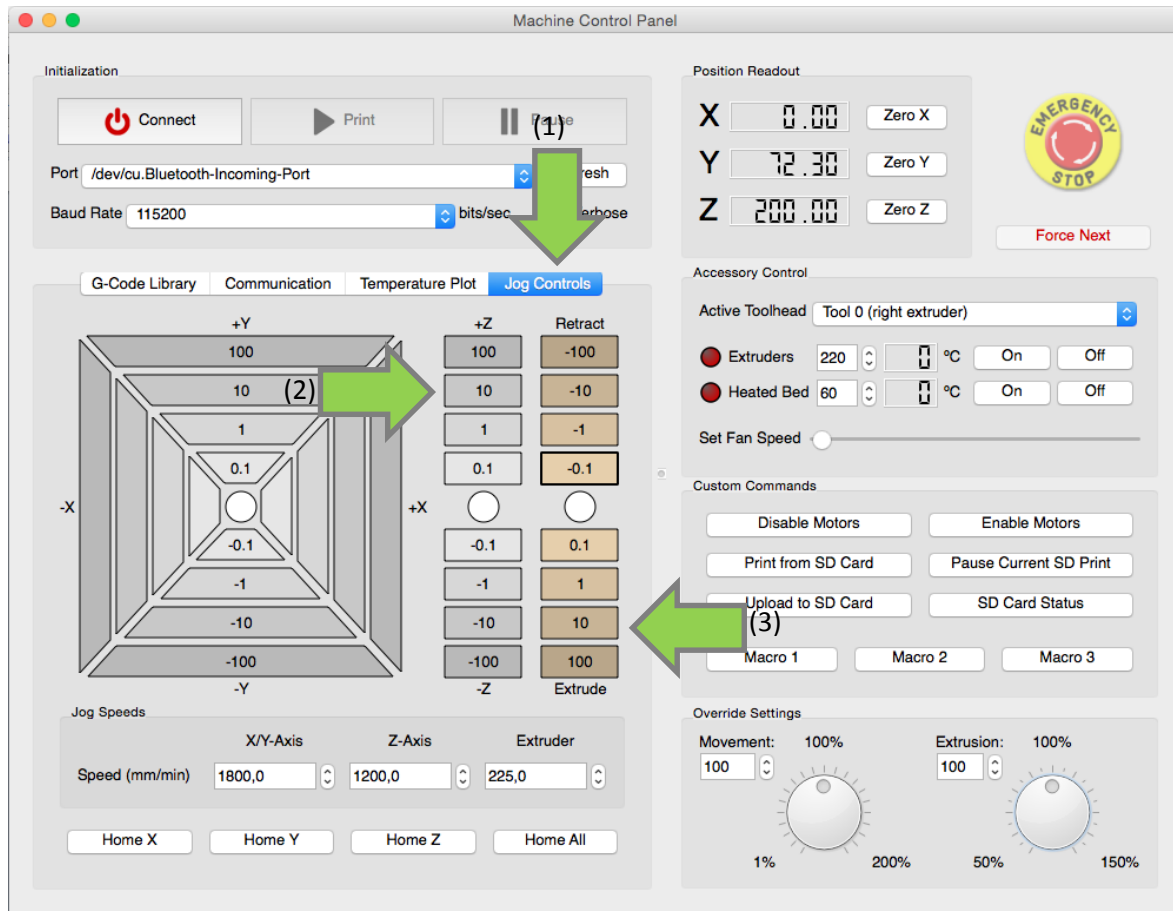 Machine Control Panel
Initialization
Connect
Print
Pause
(1)
Port /dev/cu.Bluetooth-Incoming-Port
resh
Baud Rate 115200 bits/sec
erbose
Position Readout
X 0.00 Zero X
Y 72.30 Zero Y
Z 200.00 Zero Z
EMERGENCY
STOP
Force Next
G-Code Library Communication Temperature Plot Jog Controls
+Y +Z Retract
100 100 -100
(2)
10 10 -10
1 1 -1
0.1 0.1 -0.1
-X +X
-0.1 -0.1 0.1
-1 -1 1
-10 -10 10
(3)
-100 -100 100
-Y -Z Extrude
Jog Speeds
X/Y-Axis Z-Axis Extruder
Speed (mm/min) 1800,0 1200,0 225,0
Home X Home Y Home Z Home All
Accessory Control
Active Toolhead Tool 0 (right extruder)
Extruders 220 0 ºC On Off
Heated Bed 60 0 ºC On Off
Set Fan Speed
Custom Commands
Disable Motors Enable Motors
Print from SD Card Pause Current SD Print
Upload to SD Card SD Card Status
Macro 1 Macro 2 Macro 3
Override Settings
Movement: 100% Extrusion: 100%
100 100
1% 200% 50% 150%